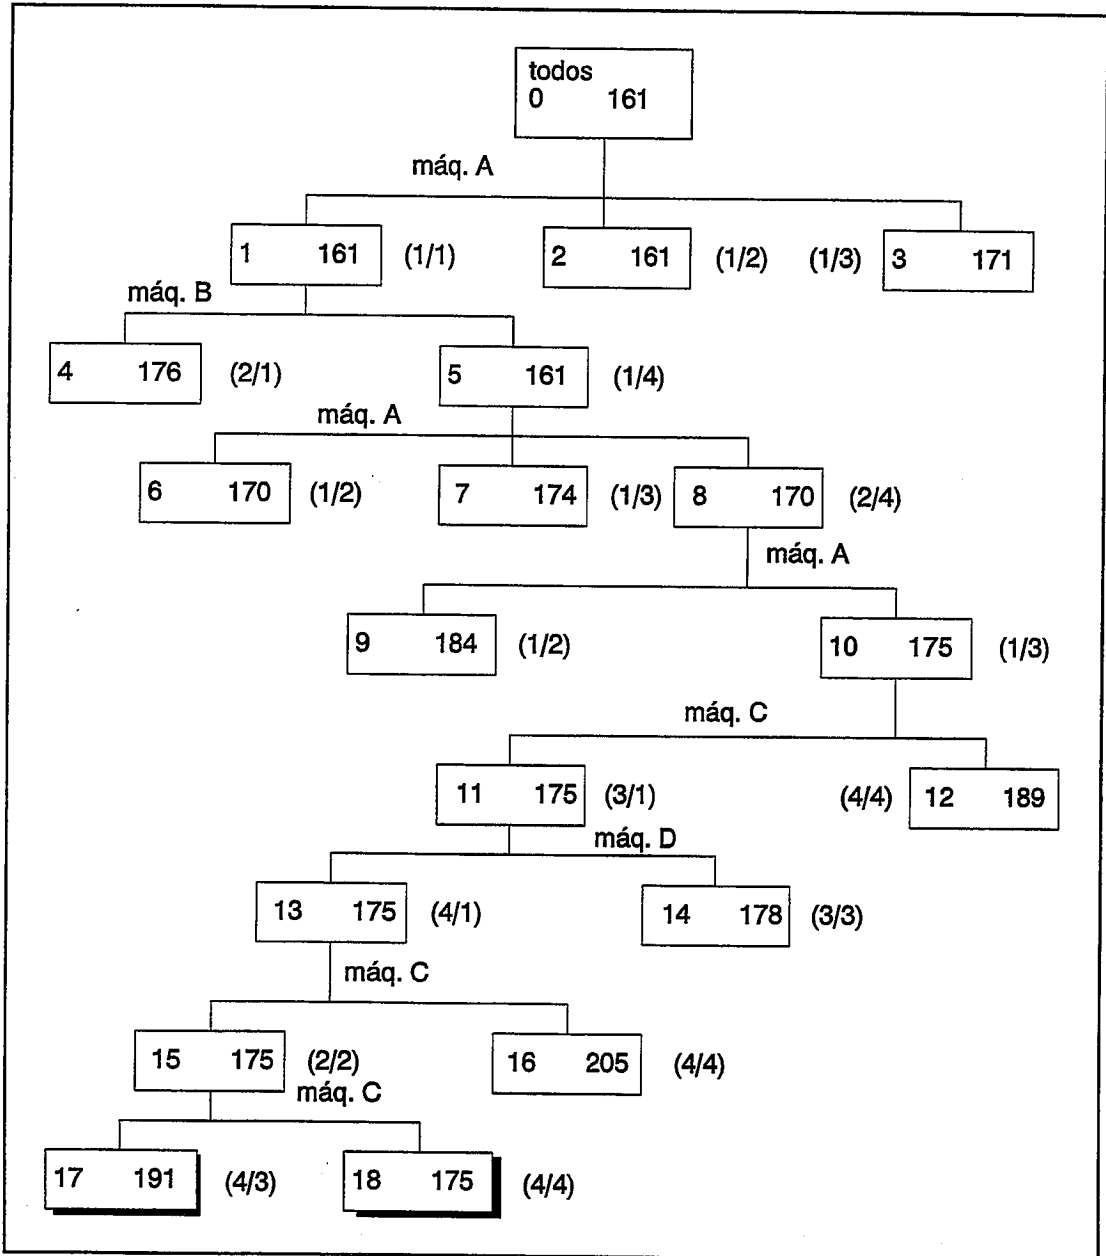 todos
0 161
máq. A
1 161 (1/1) 2 161 (1/2) (1/3) 3 171
máq. B
4 176 (2/1) 5 161 (1/4)
máq. A
6 170 (1/2) 7 174 (1/3) 8 170 (2/4)
máq. A
9 184 (1/2) 10 175 (1/3)
máq. C
11 175 (3/1) (4/4) 12 189
máq. D
13 175 (4/1) 14 178 (3/3)
máq. C
15 175 (2/2) 16 205 (4/4)
máq. C
17 191 (4/3) 18 175 (4/4)